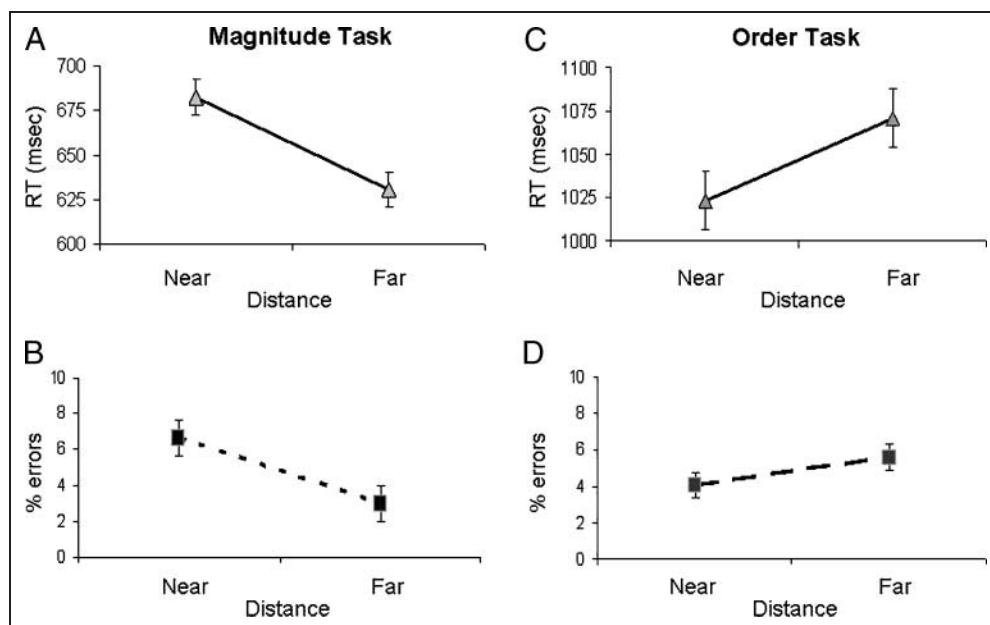 A
Magnitude Task
700
675
650
625
600
RT (msec)
Near
Far
Distance
C
Order Task
1100
1075
1050
1025
1000
RT (msec)
Near
Far
Distance
B
10
8
6
4
2
0
% errors
Near
Far
Distance
D
10
8
6
4
2
0
% errors
Near
Far
Distance